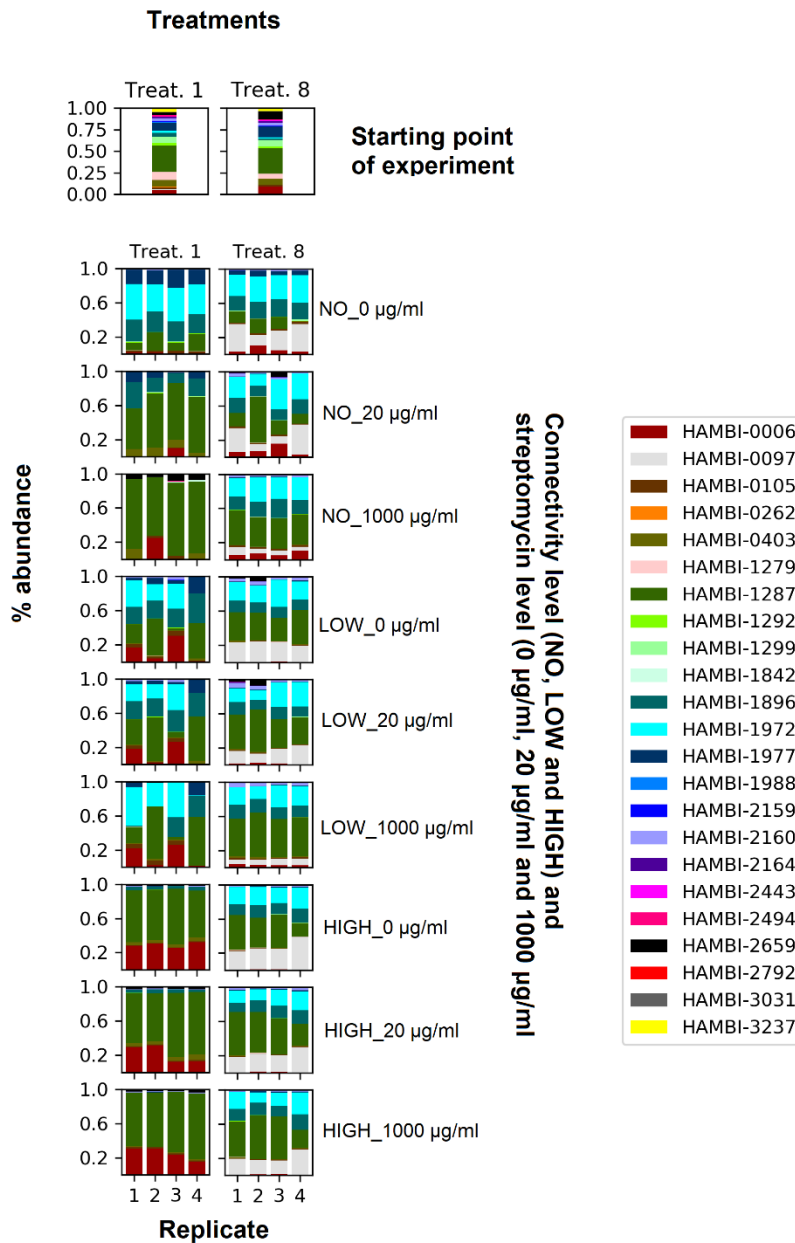 Treatments
Treat. 1 Treat. 8
1.00
0.75
0.50
0.25
0.00
Starting point
of experiment
Treat. 1 Treat. 8
1.0
0.6
0.2
NO_0 µg/ml
1.0
0.6
0.2
NO_20 µg/ml
1.0
0.6
0.2
NO_1000 µg/ml
1.0
0.6
0.2
LOW_0 µg/ml
1.0
0.6
0.2
LOW_20 µg/ml
1.0
0.6
0.2
LOW_1000 µg/ml
1.0
0.6
0.2
HIGH_0 µg/ml
1.0
0.6
0.2
HIGH_20 µg/ml
1.0
0.6
0.2
HIGH_1000 µg/ml
1 2 3 4 1 2 3 4
Replicate
% abundance
Connectivity level (NO, LOW and HIGH) and
streptomycin level (0 µg/ml, 20 µg/ml and 1000 µg/ml
HAMBI-0006
HAMBI-0097
HAMBI-0105
HAMBI-0262
HAMBI-0403
HAMBI-1279
HAMBI-1287
HAMBI-1292
HAMBI-1299
HAMBI-1842
HAMBI-1896
HAMBI-1972
HAMBI-1977
HAMBI-1988
HAMBI-2159
HAMBI-2160
HAMBI-2164
HAMBI-2443
HAMBI-2494
HAMBI-2659
HAMBI-2792
HAMBI-3031
HAMBI-3237